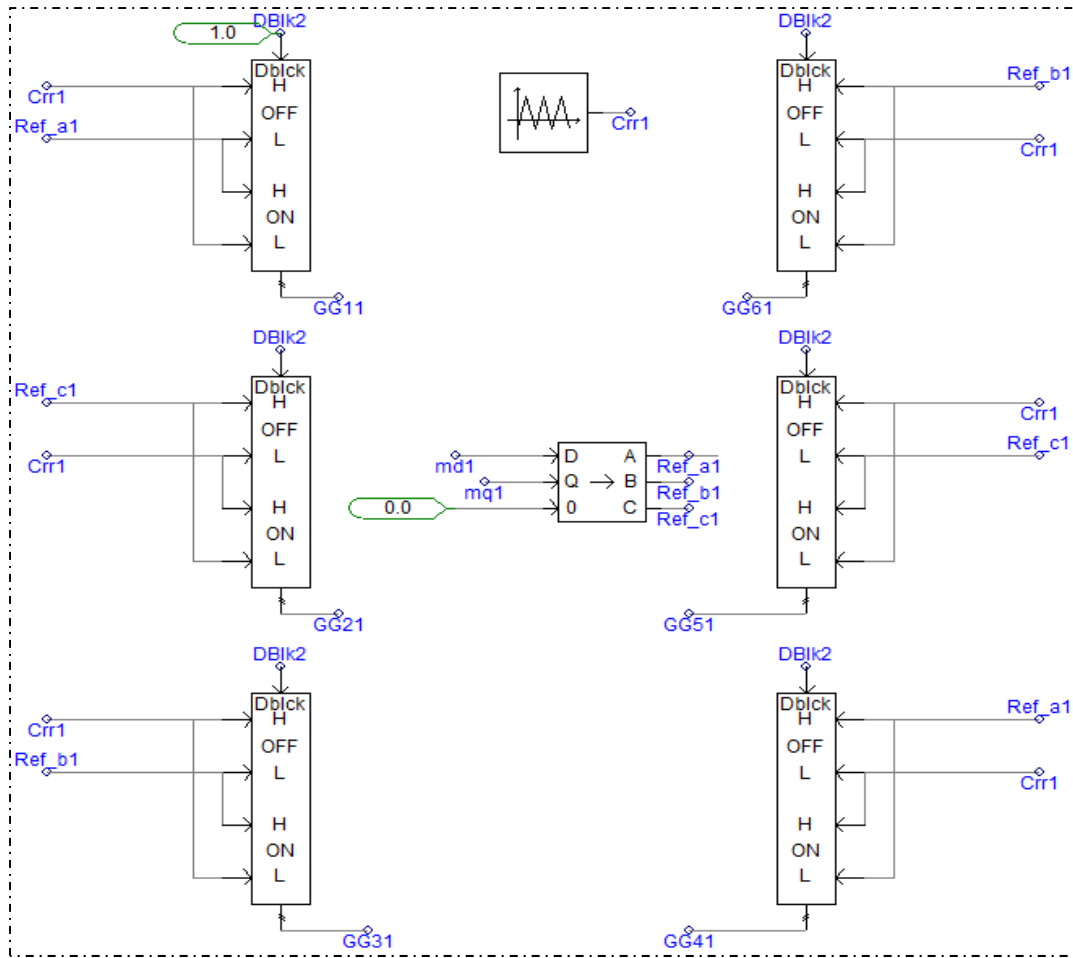 DBlk2
1.0
Dblck
H
OFF
L
H
ON
L
Crr1
Ref_a1
GG11
Crr1
DBlk2
Dblck
H
OFF
L
H
ON
L
Ref_b1
Crr1
GG61
DBlk2
Dblck
H
OFF
L
H
ON
L
Ref_c1
Crr1
GG21
md1
mq1
0.0
D A
Q B
0 C
Ref_a1
Ref_b1
Ref_c1
DBlk2
Dblck
H
OFF
L
H
ON
L
Crr1
Ref_c1
GG51
DBlk2
Dblck
H
OFF
L
H
ON
L
Crr1
Ref_b1
GG31
DBlk2
Dblck
H
OFF
L
H
ON
L
Ref_a1
Crr1
GG41